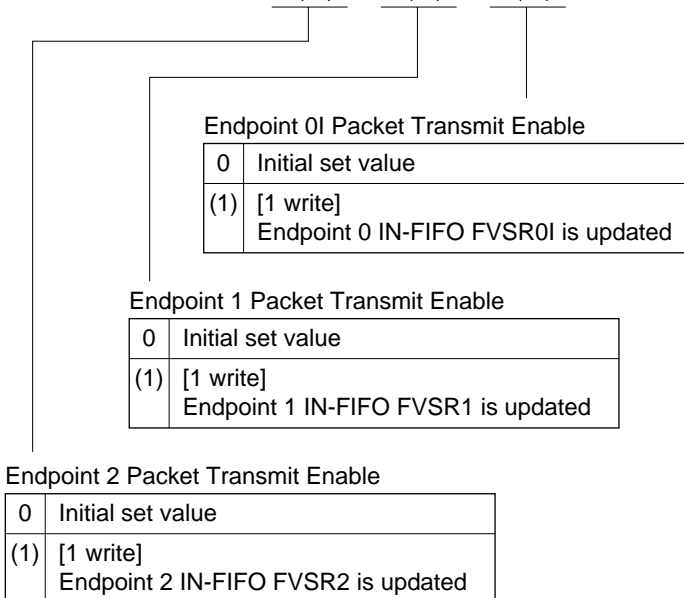 Endpoint 0I Packet Transmit Enable
0 Initial set value
(1) [1 write]
Endpoint 0 IN-FIFO FVSR0I is updated
Endpoint 1 Packet Transmit Enable
0 Initial set value
(1) [1 write]
Endpoint 1 IN-FIFO FVSR1 is updated
Endpoint 2 Packet Transmit Enable
0 Initial set value
(1) [1 write]
Endpoint 2 IN-FIFO FVSR2 is updated